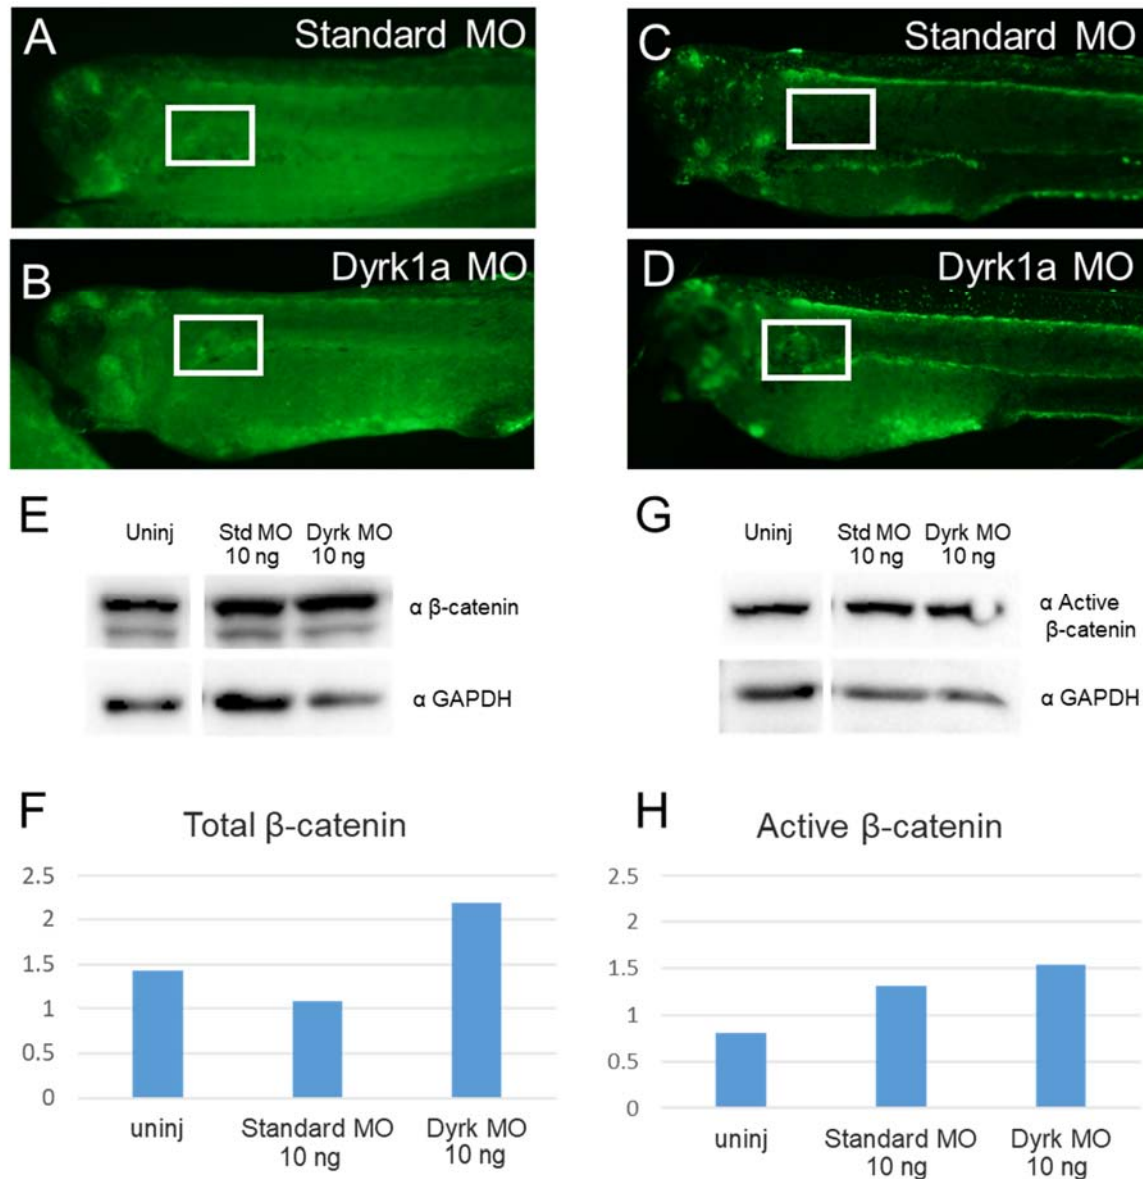 A
Standard MO
B
Dyrk1a MO
C
Standard MO
D
Dyrk1a MO
E
Uninj
Std MO
10 ng
Dyrk MO
10 ng
α β-catenin
α GAPDH
G
Uninj
Std MO
10 ng
Dyrk MO
10 ng
α Active
β-catenin
α GAPDH
F
Total β-catenin
2.5
2
1.5
1
0.5
0
uninj
Standard MO
10 ng
Dyrk MO
10 ng
H
Active β-catenin
2.5
2
1.5
1
0.5
0
uninj
Standard MO
10 ng
Dyrk MO
10 ng